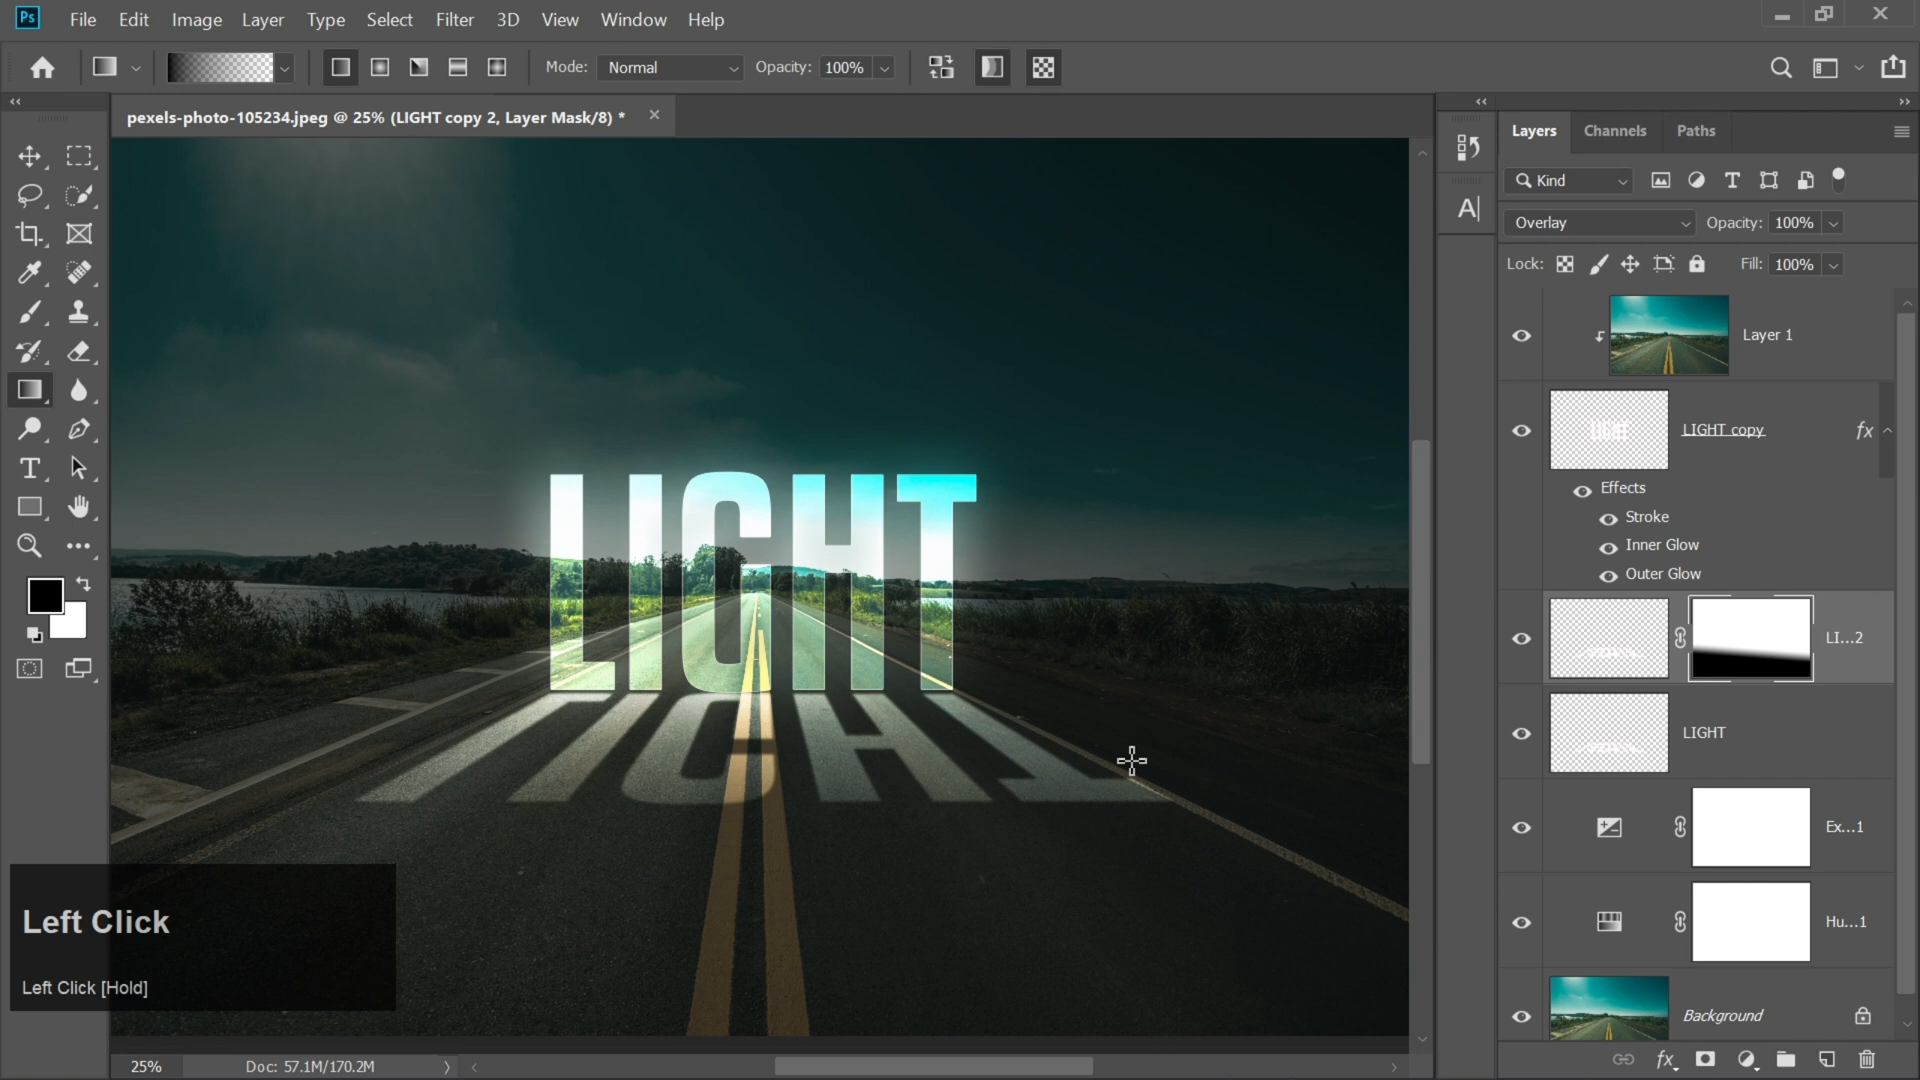 Ps File Edit Image Layer Type Select Filter 3D View Window Help
Mode: Normal Opacity: 100%
pexels-photo-105234.jpeg @ 25% (LIGHT copy 2, Layer Mask/8) *
Layers Channels Paths
Kind
Overlay Opacity: 100%
Lock: Fill: 100%
Layer 1
LIGHT copy fx
Effects
Stroke
Inner Glow
Outer Glow
LI...2
LIGHT
Ex...1
Hu...1
Background
LIGHT
LIGHT
Left Click
Left Click [Hold]
25% Doc: 57.1M/170.2M
fx